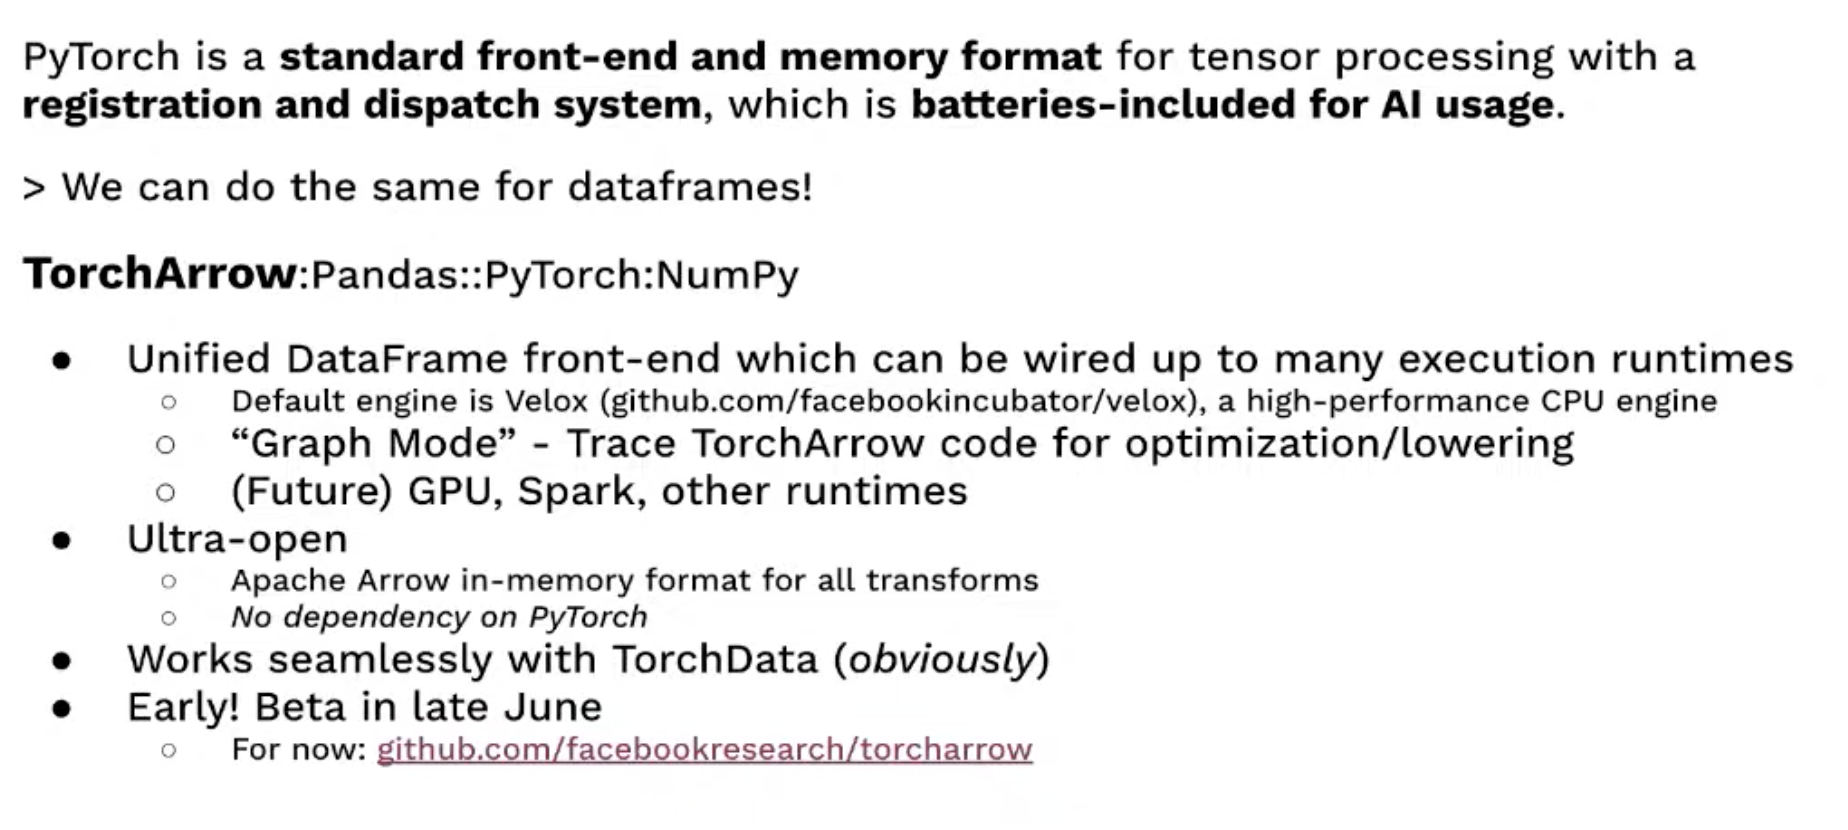 PyTorch is a standard front-end and memory format for tensor processing with a
registration and dispatch system, which is batteries-included for AI usage.
> We can do the same for dataframes!
TorchArrow:Pandas::PyTorch:NumPy
● Unified DataFrame front-end which can be wired up to many execution runtimes
○ Default engine is Velox (github.com/facebookincubator/velox), a high-performance CPU engine
○ “Graph Mode” - Trace TorchArrow code for optimization/lowering
○ (Future) GPU, Spark, other runtimes
● Ultra-open
○ Apache Arrow in-memory format for all transforms
○ No dependency on PyTorch
● Works seamlessly with TorchData (obviously)
● Early! Beta in late June
○ For now: github.com/facebookresearch/torcharrow